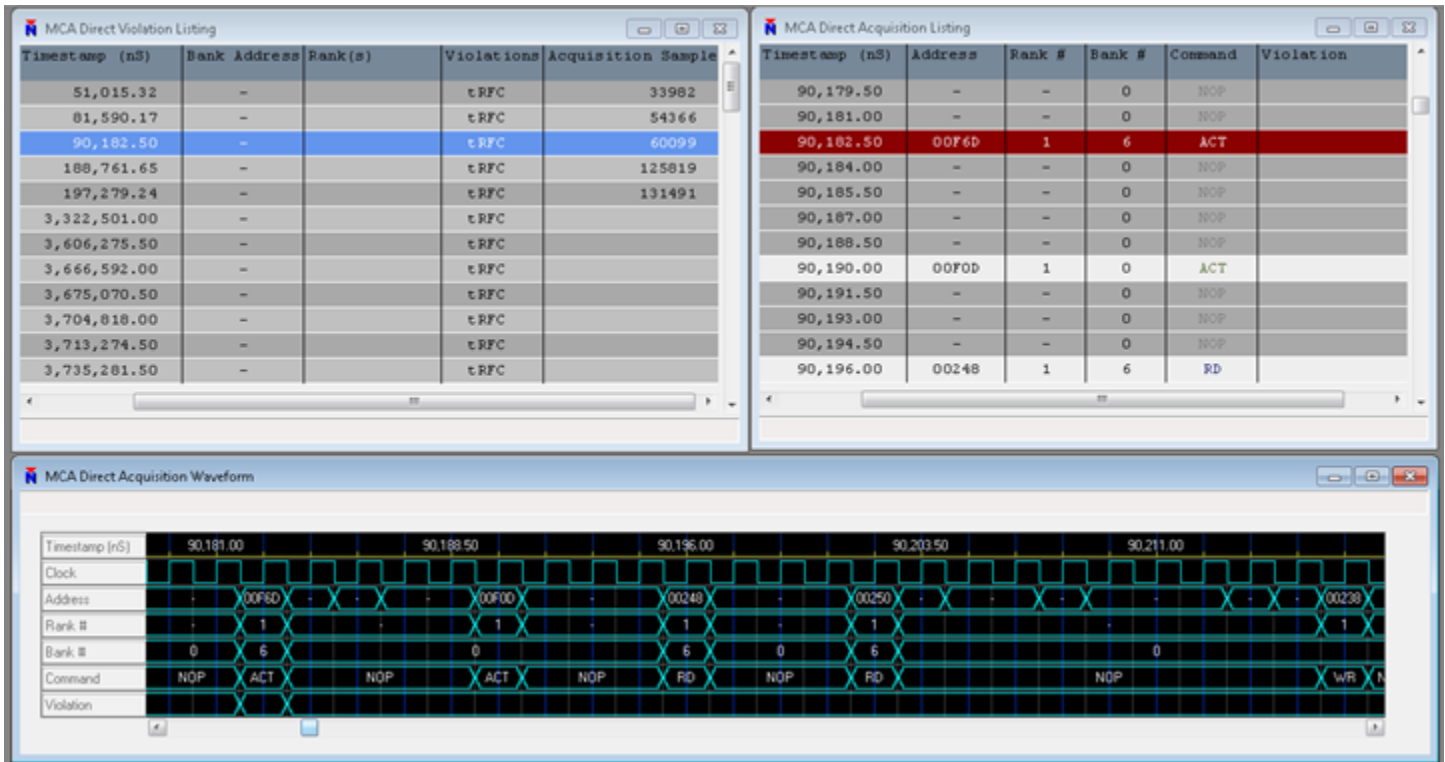 MCA Direct Violation Listing
Timestamp (nS) Bank Address Rank(s) Violations Acquisition Sample
51,015.32 - tRFC 33982
81,590.17 - tRFC 54366
90,182.50 - tRFC 60099
188,761.65 - tRFC 125819
197,279.24 - tRFC 131491
3,322,501.00 - tRFC
3,606,275.50 - tRFC
3,666,592.00 - tRFC
3,675,070.50 - tRFC
3,704,818.00 - tRFC
3,713,274.50 - tRFC
3,735,281.50 - tRFC
MCA Direct Acquisition Listing
Timestamp (nS) Address Rank # Bank # Command Violation
90,179.50 - - 0 NOP
90,181.00 - - 0 NOP
90,182.50 00F6D 1 6 ACT
90,184.00 - - 0 NOP
90,185.50 - - 0 NOP
90,187.00 - - 0 NOP
90,188.50 - - 0 NOP
90,190.00 00F0D 1 0 ACT
90,191.50 - - 0 NOP
90,193.00 - - 0 NOP
90,194.50 - - 0 NOP
90,196.00 00248 1 6 RD
MCA Direct Acquisition Waveform
Timestamp (nS) 90,181.00 90,188.50 90,196.00 90,203.50 90,211.00
Clock
Address - 00F6D - - - 00F0D - 00248 - 00250 - - - - - - - 00238
Rank # - 1 - 1 - 1 - 1 - 1
Bank # 0 6 0 6 0 6 0
Command NOP ACT NOP ACT NOP RD NOP RD NOP WR N
Violation